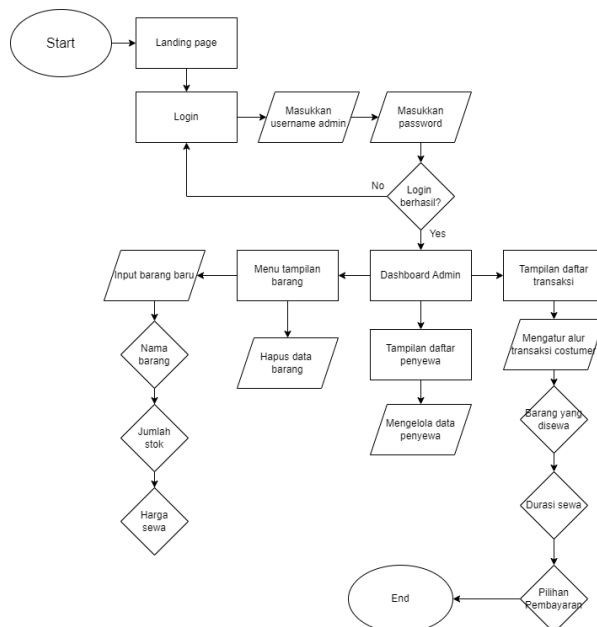 Start
Landing page
Login
Masukkan
username admin
Masukkan
password
No
Login
berhasil?
Yes
Input barang baru
Menu tampilan
barang
Dashboard Admin
Tampilan daftar
transaksi
Nama
barang
Hapus data
barang
Tampilan daftar
penyewa
Mengatur alur
transaksi costumer
Jumlah
stok
Mengelola data
penyewa
Barang yang
disewa
Harga
sewa
Durasi sewa
End
Pilihan
Pembayaran